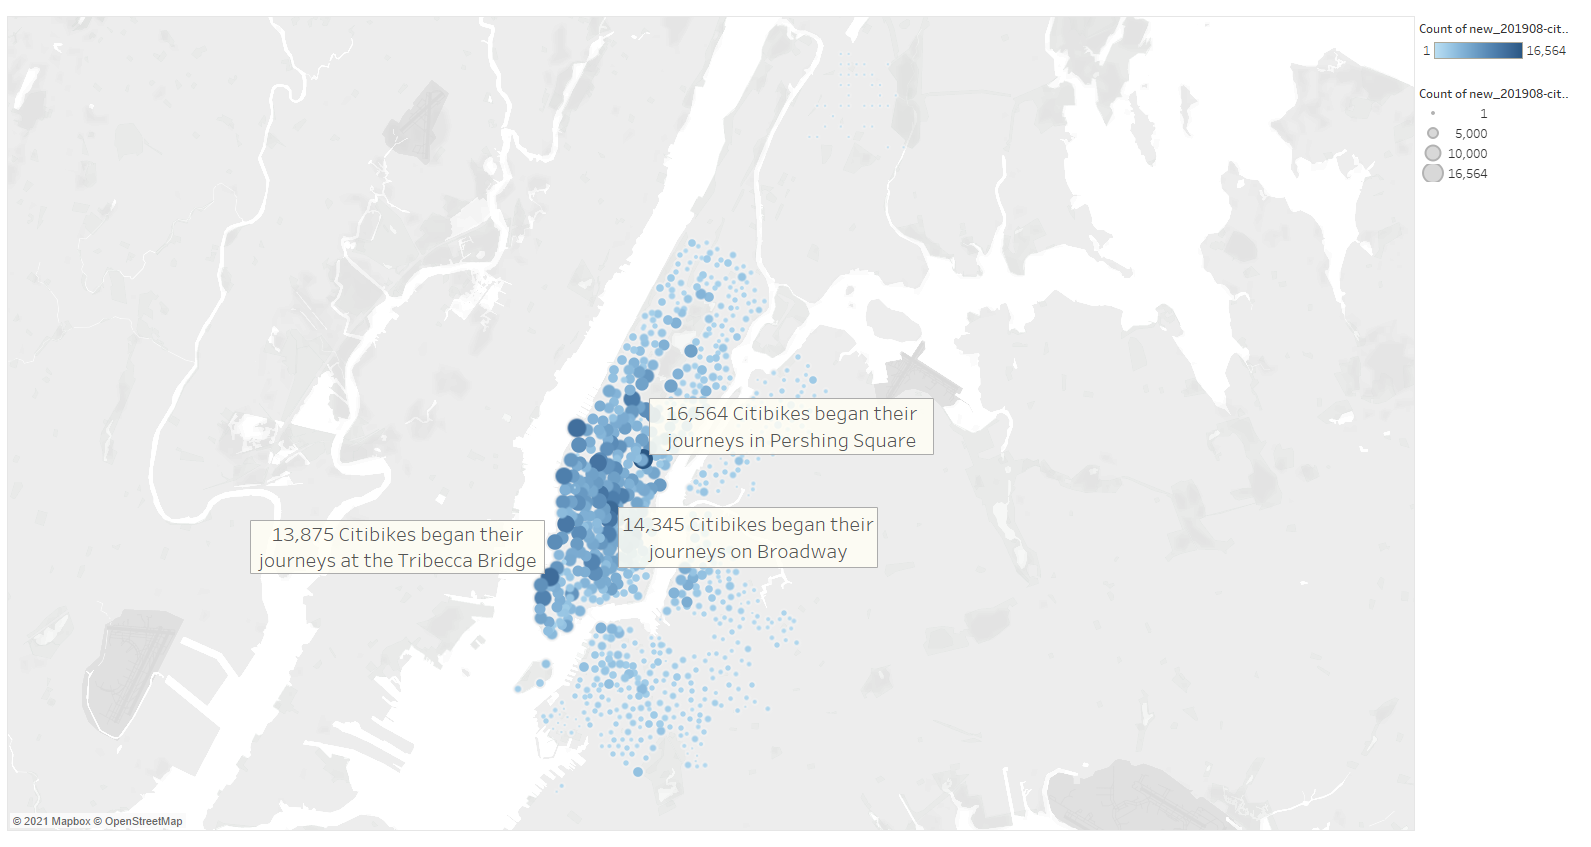 Count of new_201908-cit..
1 16,564
Count of new_201908-cit..
1
5,000
10,000
16,564
16,564 Citibikes began their
journeys in Pershing Square
14,345 Citibikes began their
journeys on Broadway
13,875 Citibikes began their
journeys at the Tribecca Bridge
© 2021 Mapbox © OpenStreetMap